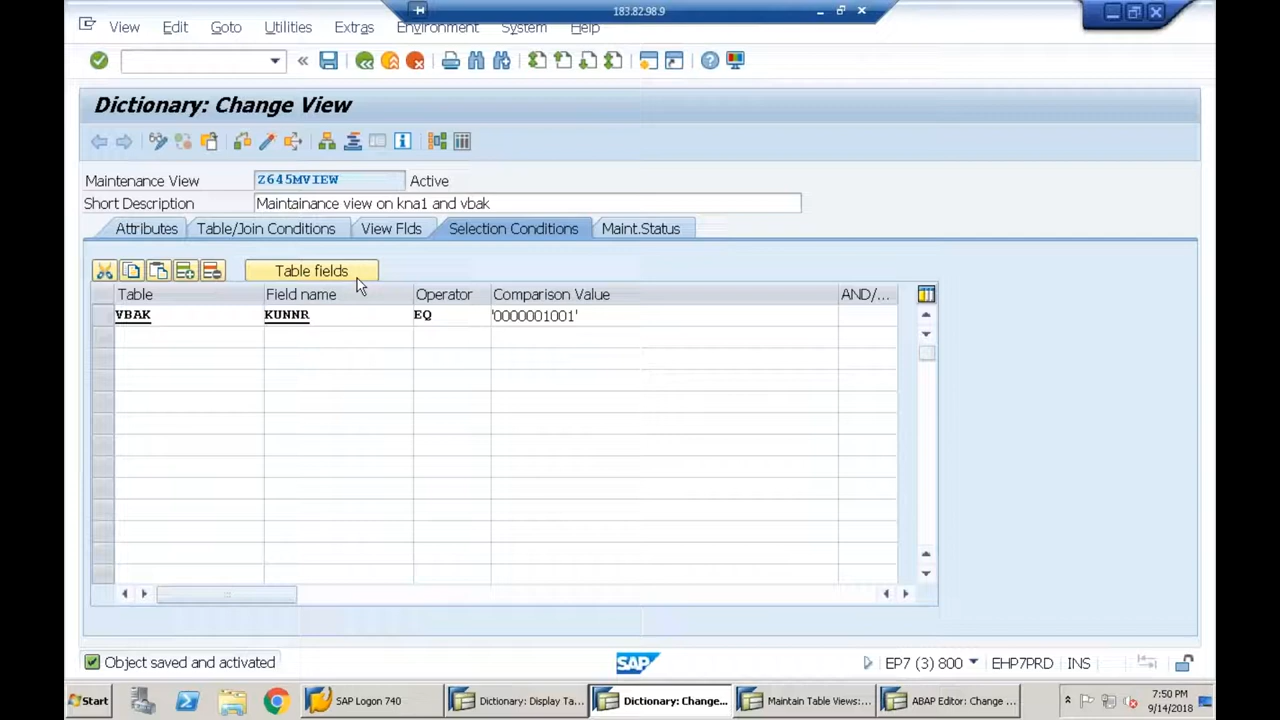 183.82.98.9
View Edit Goto Utilities Extras Environment System Help
Dictionary: Change View
Maintenance View Z645MVIEW Active
Short Description Maintainance view on kna1 and vbak
Attributes Table/Join Conditions View Flds Selection Conditions Maint.Status
Table fields
Table Field name Operator Comparison Value AND/...
VBAK KUNNR EQ '0000001001'
Object saved and activated SAP EP7 (3) 800 EHP7PRD INS
Start SAP Logon 740 Dictionary: Display Ta... Dictionary: Change... Maintain Table Views:... ABAP Editor: Change ... 7:50 PM
9/14/2018